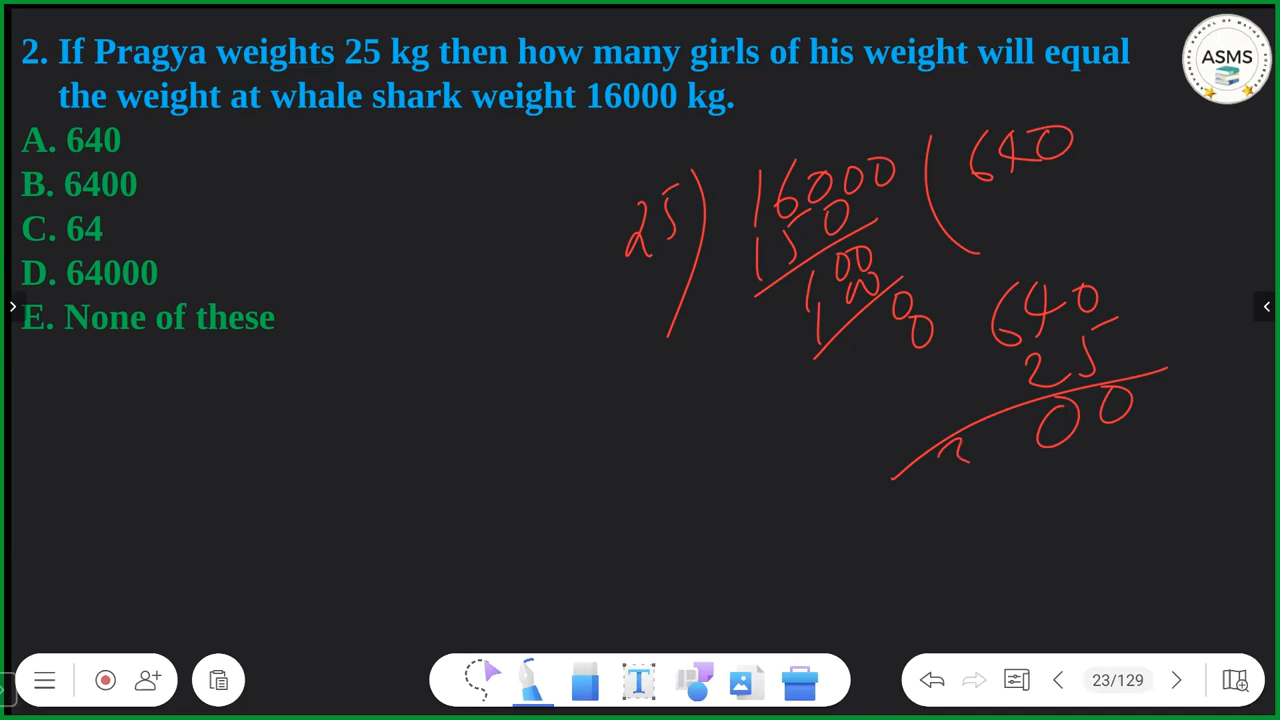 2. If Pragya weights 25 kg then how many girls of his weight will equal
the weight at whale shark weight 16000 kg.
A. 640
B. 6400
C. 64
D. 64000
E. None of these
ASMS
25 ) 16000 ( 640
150
100
100
0
0
640
25
00
23/129